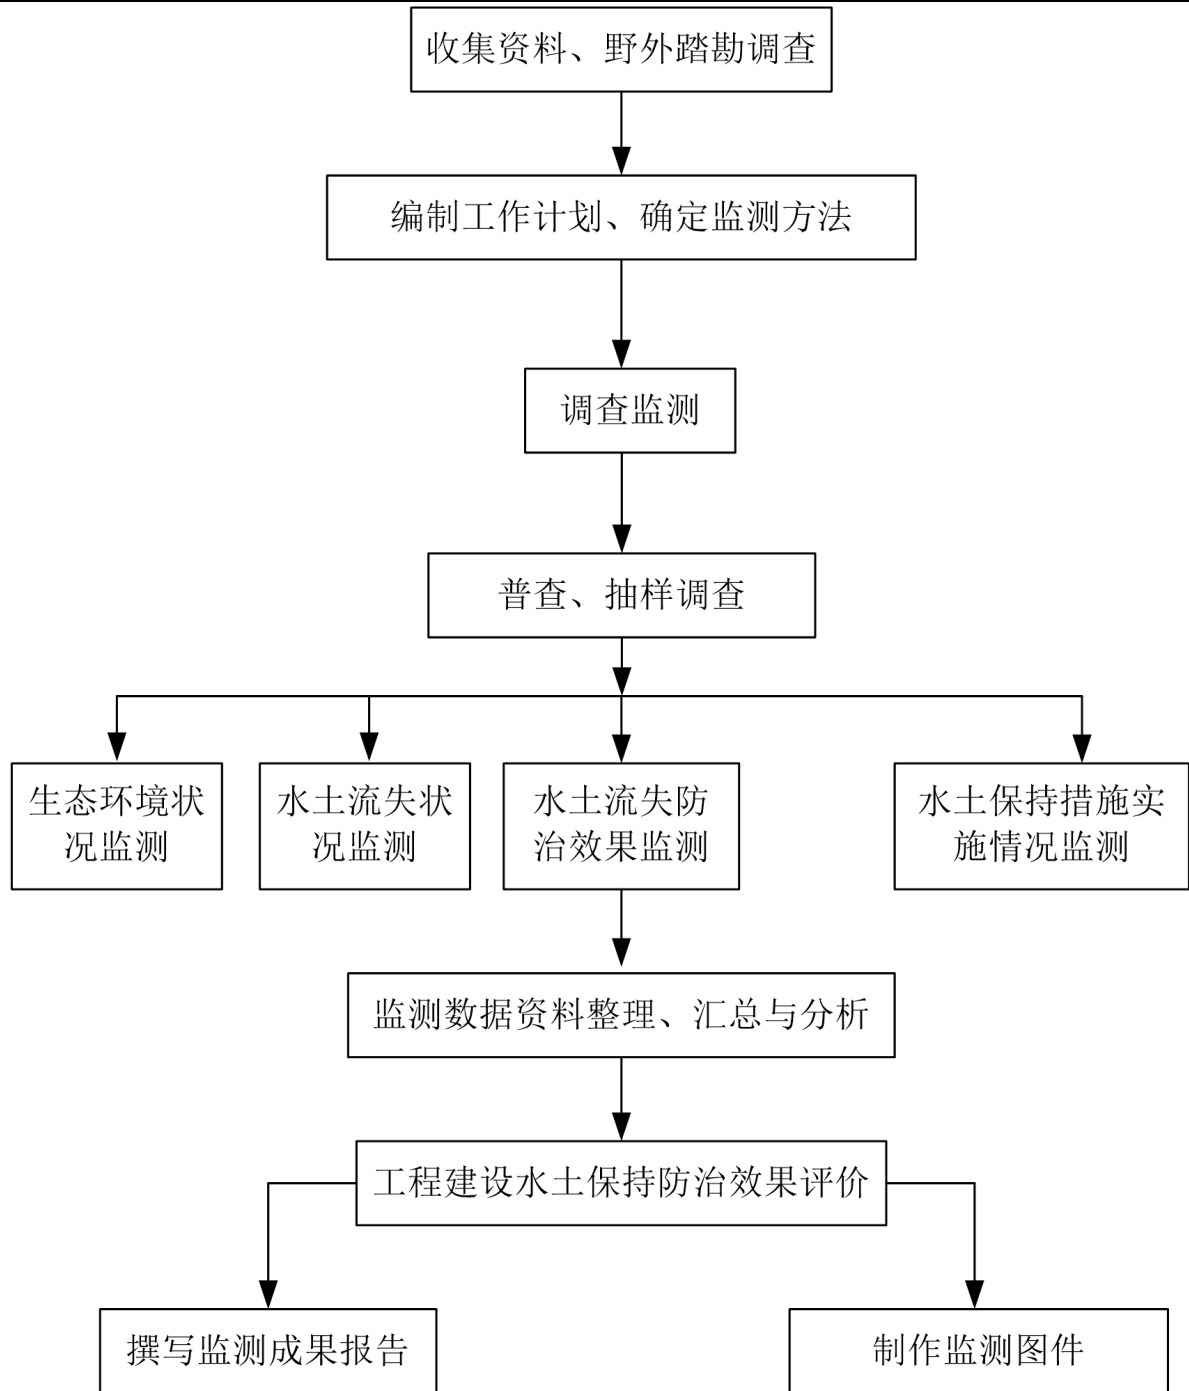 收集资料、野外踏勘调查
编制工作计划、确定监测方法
调查监测
普查、抽样调查
生态环境状
况监测
水土流失状
况监测
水土流失防
治效果监测
水土保持措施实
施情况监测
监测数据资料整理、汇总与分析
工程建设水土保持防治效果评价
撰写监测成果报告
制作监测图件